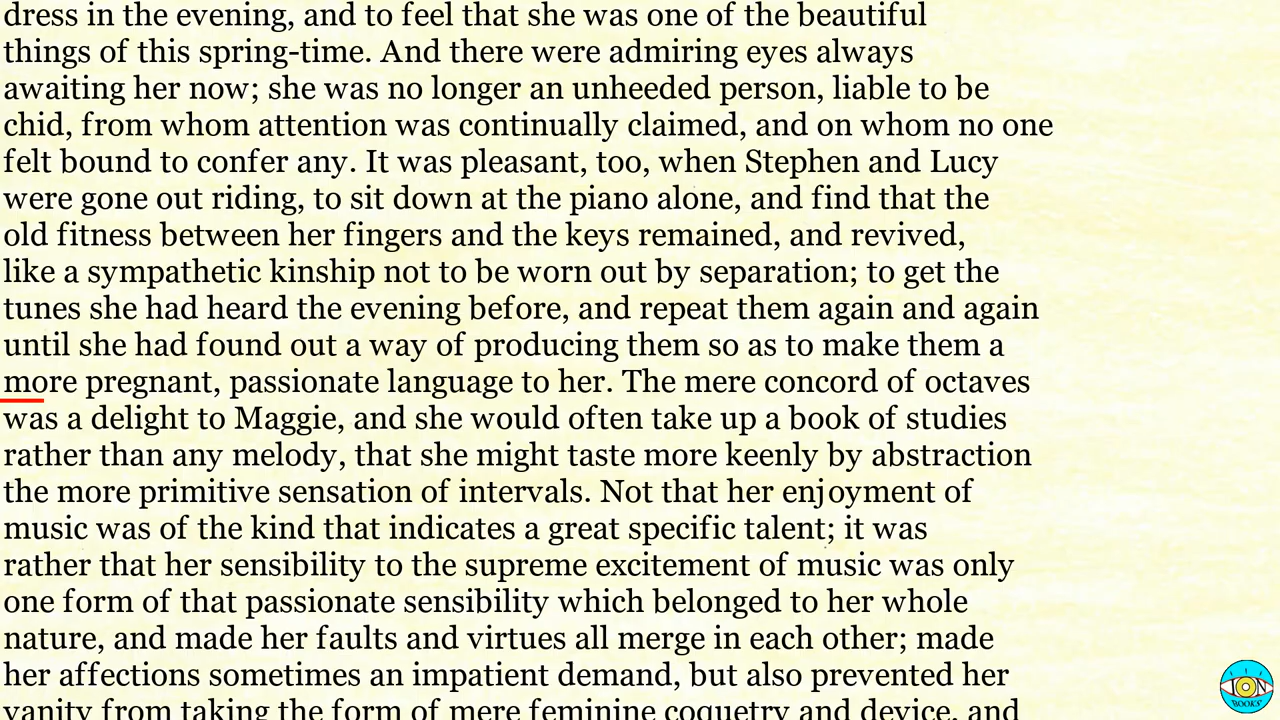 dress in the evening, and to feel that she was one of the beautiful
things of this spring-time. And there were admiring eyes always
awaiting her now; she was no longer an unheeded person, liable to be
chid, from whom attention was continually claimed, and on whom no one
felt bound to confer any. It was pleasant, too, when Stephen and Lucy
were gone out riding, to sit down at the piano alone, and find that the
old fitness between her fingers and the keys remained, and revived,
like a sympathetic kinship not to be worn out by separation; to get the
tunes she had heard the evening before, and repeat them again and again
until she had found out a way of producing them so as to make them a
more pregnant, passionate language to her. The mere concord of octaves
was a delight to Maggie, and she would often take up a book of studies
rather than any melody, that she might taste more keenly by abstraction
the more primitive sensation of intervals. Not that her enjoyment of
music was of the kind that indicates a great specific talent; it was
rather that her sensibility to the supreme excitement of music was only
one form of that passionate sensibility which belonged to her whole
nature, and made her faults and virtues all merge in each other; made
her affections sometimes an impatient demand, but also prevented her
vanity from taking the form of mere feminine coquetry and device, and
ION
BOOKS